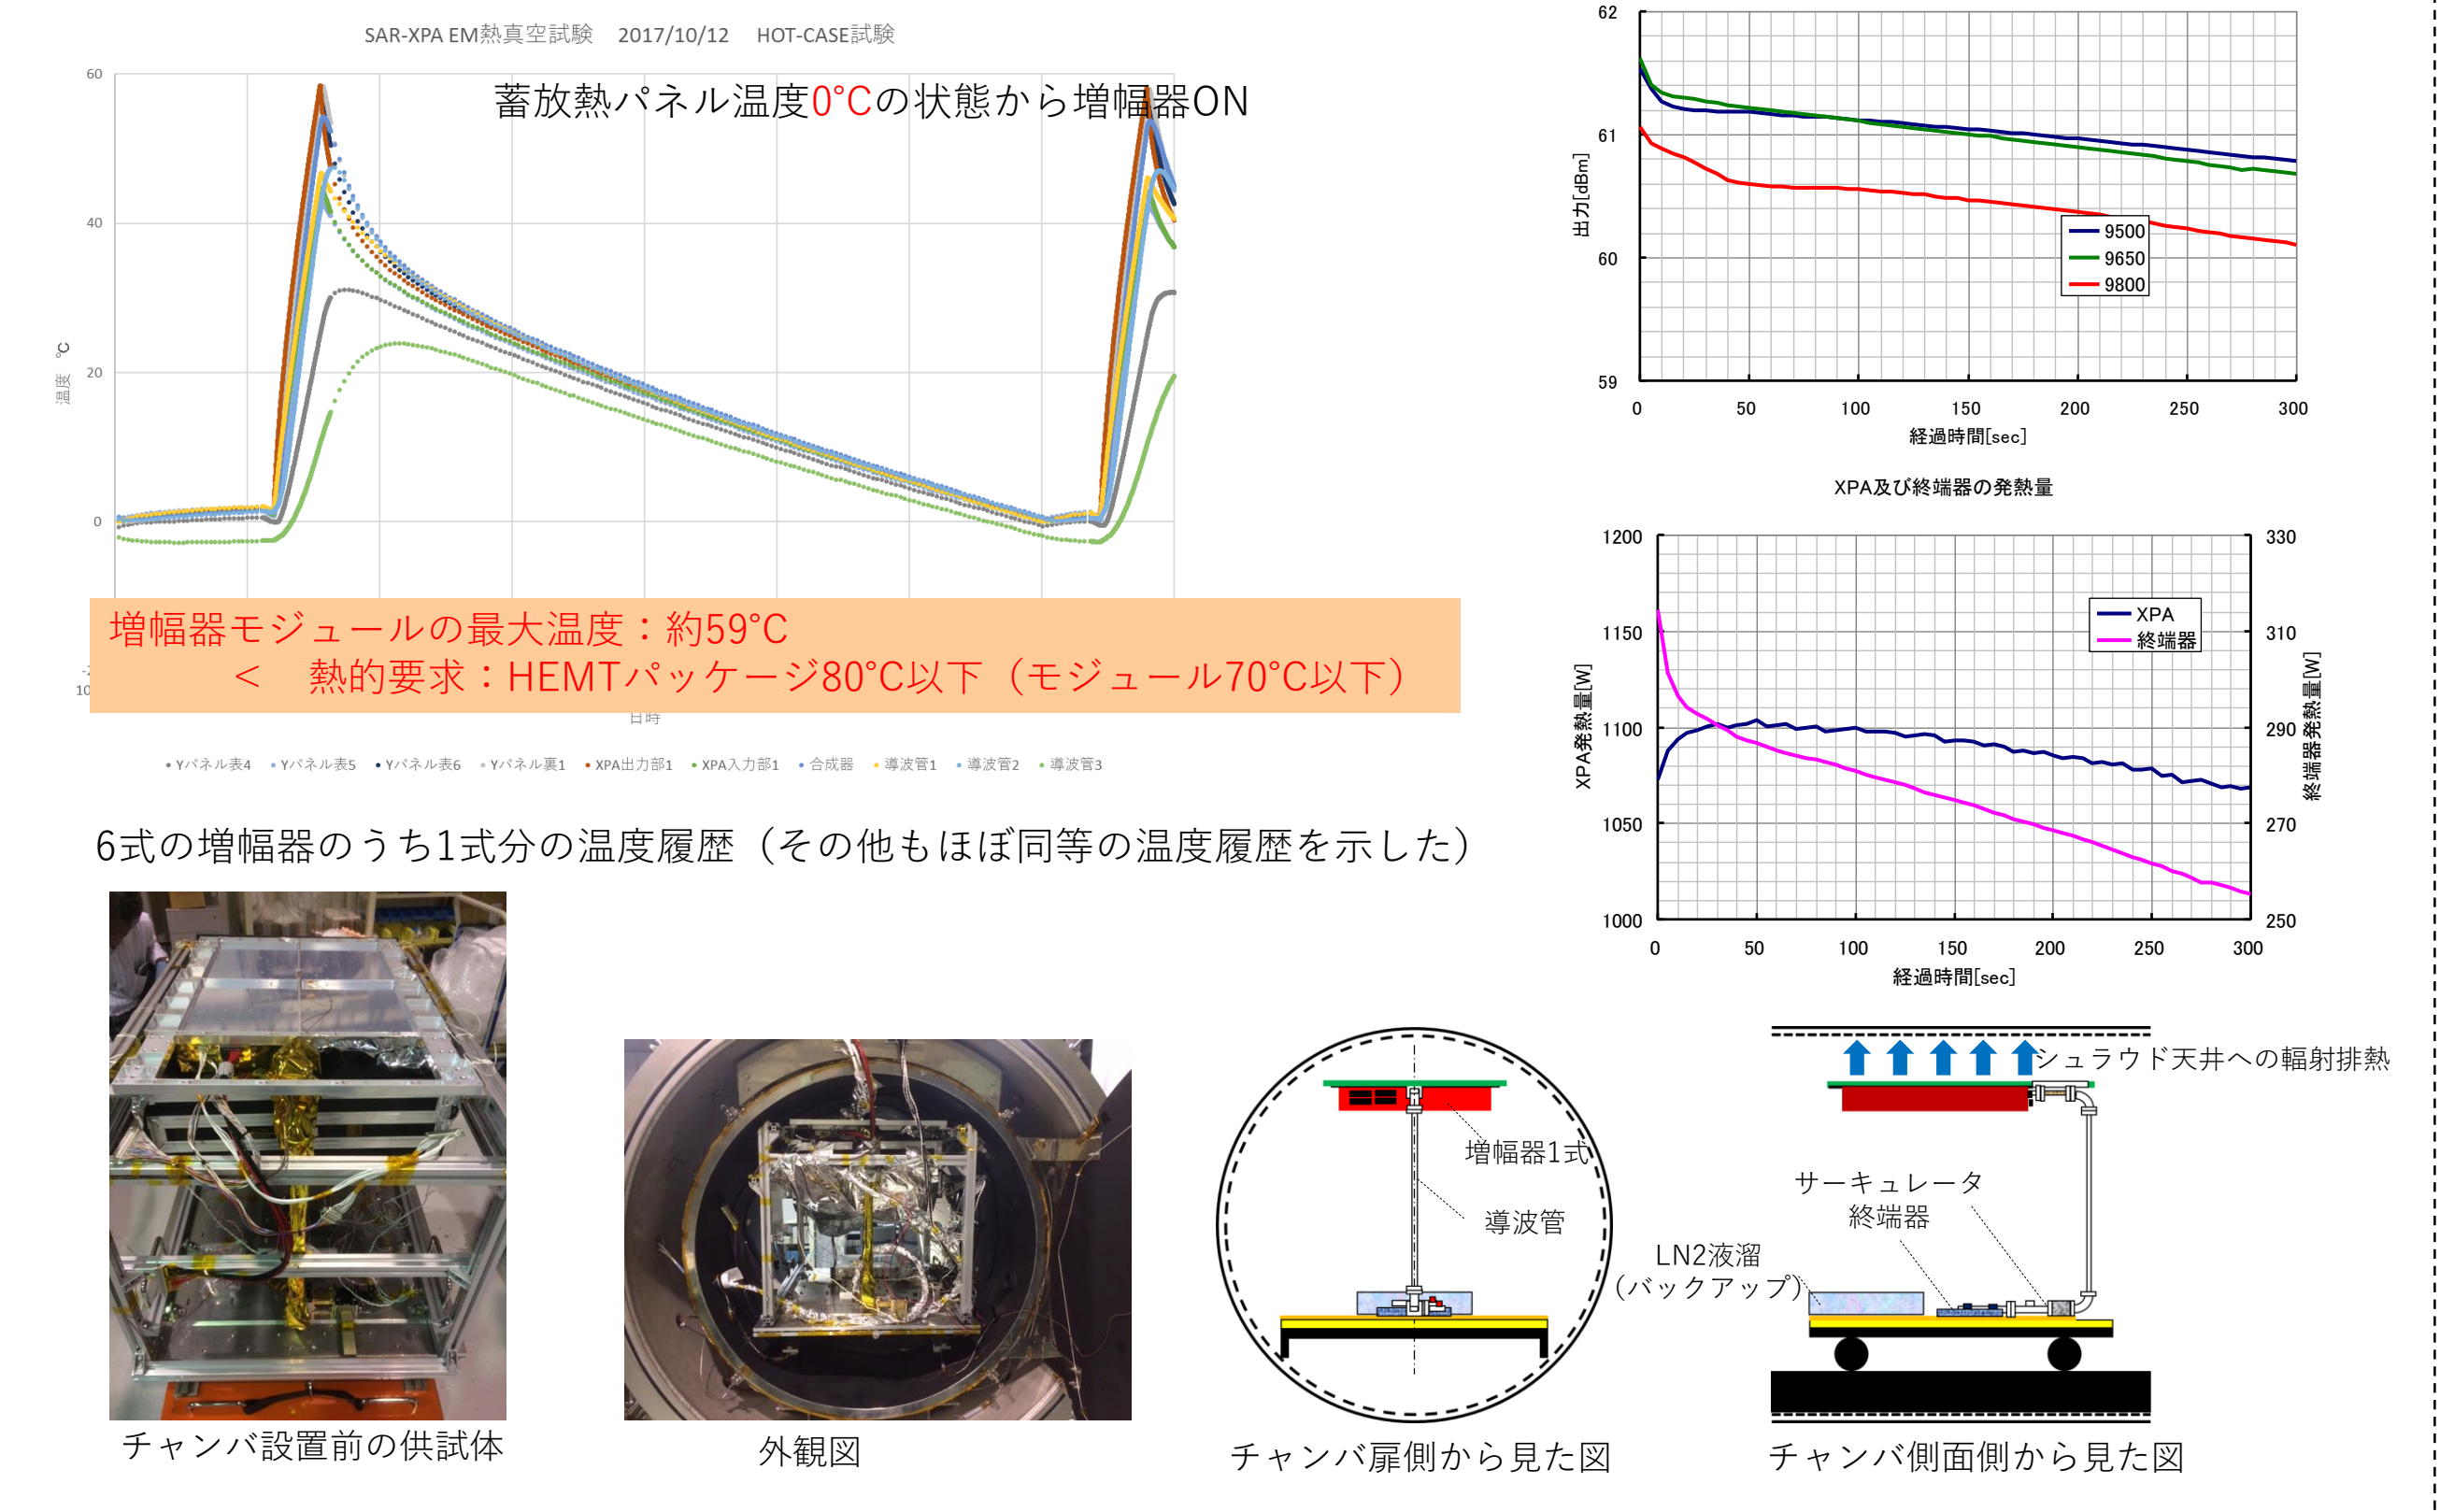 SAR-XPA EM熱真空試験 2017/10/12 HOT-CASE試験
蓄放熱パネル温度0°Cの状態から増幅器ON
60
40
20
0
温度 ℃
増幅器モジュールの最大温度：約59°C
＜ 熱的要求：HEMTパッケージ80°C以下（モジュール70°C以下）
日時
Yパネル表4 Yパネル表5 Yパネル表6 Yパネル裏1 XPA出力部1 XPA入力部1 合成器 導波管1 導波管2 導波管3
6式の増幅器のうち1式分の温度履歴（その他もほぼ同等の温度履歴を示した）
62
61
60
59
出力[dBm]
9500
9650
9800
0 50 100 150 200 250 300
経過時間[sec]
XPA及び終端器の発熱量
1200
1150
1100
1050
1000
XPA発熱量[W]
330
310
290
270
250
終端器発熱量[W]
XPA
終端器
0 50 100 150 200 250 300
経過時間[sec]
チャンバ設置前の供試体
外観図
増幅器1式
導波管
チャンバ扉側から見た図
シュラウド天井への輻射排熱
サーキュレータ
終端器
LN2液溜
（バックアップ）
チャンバ側面側から見た図